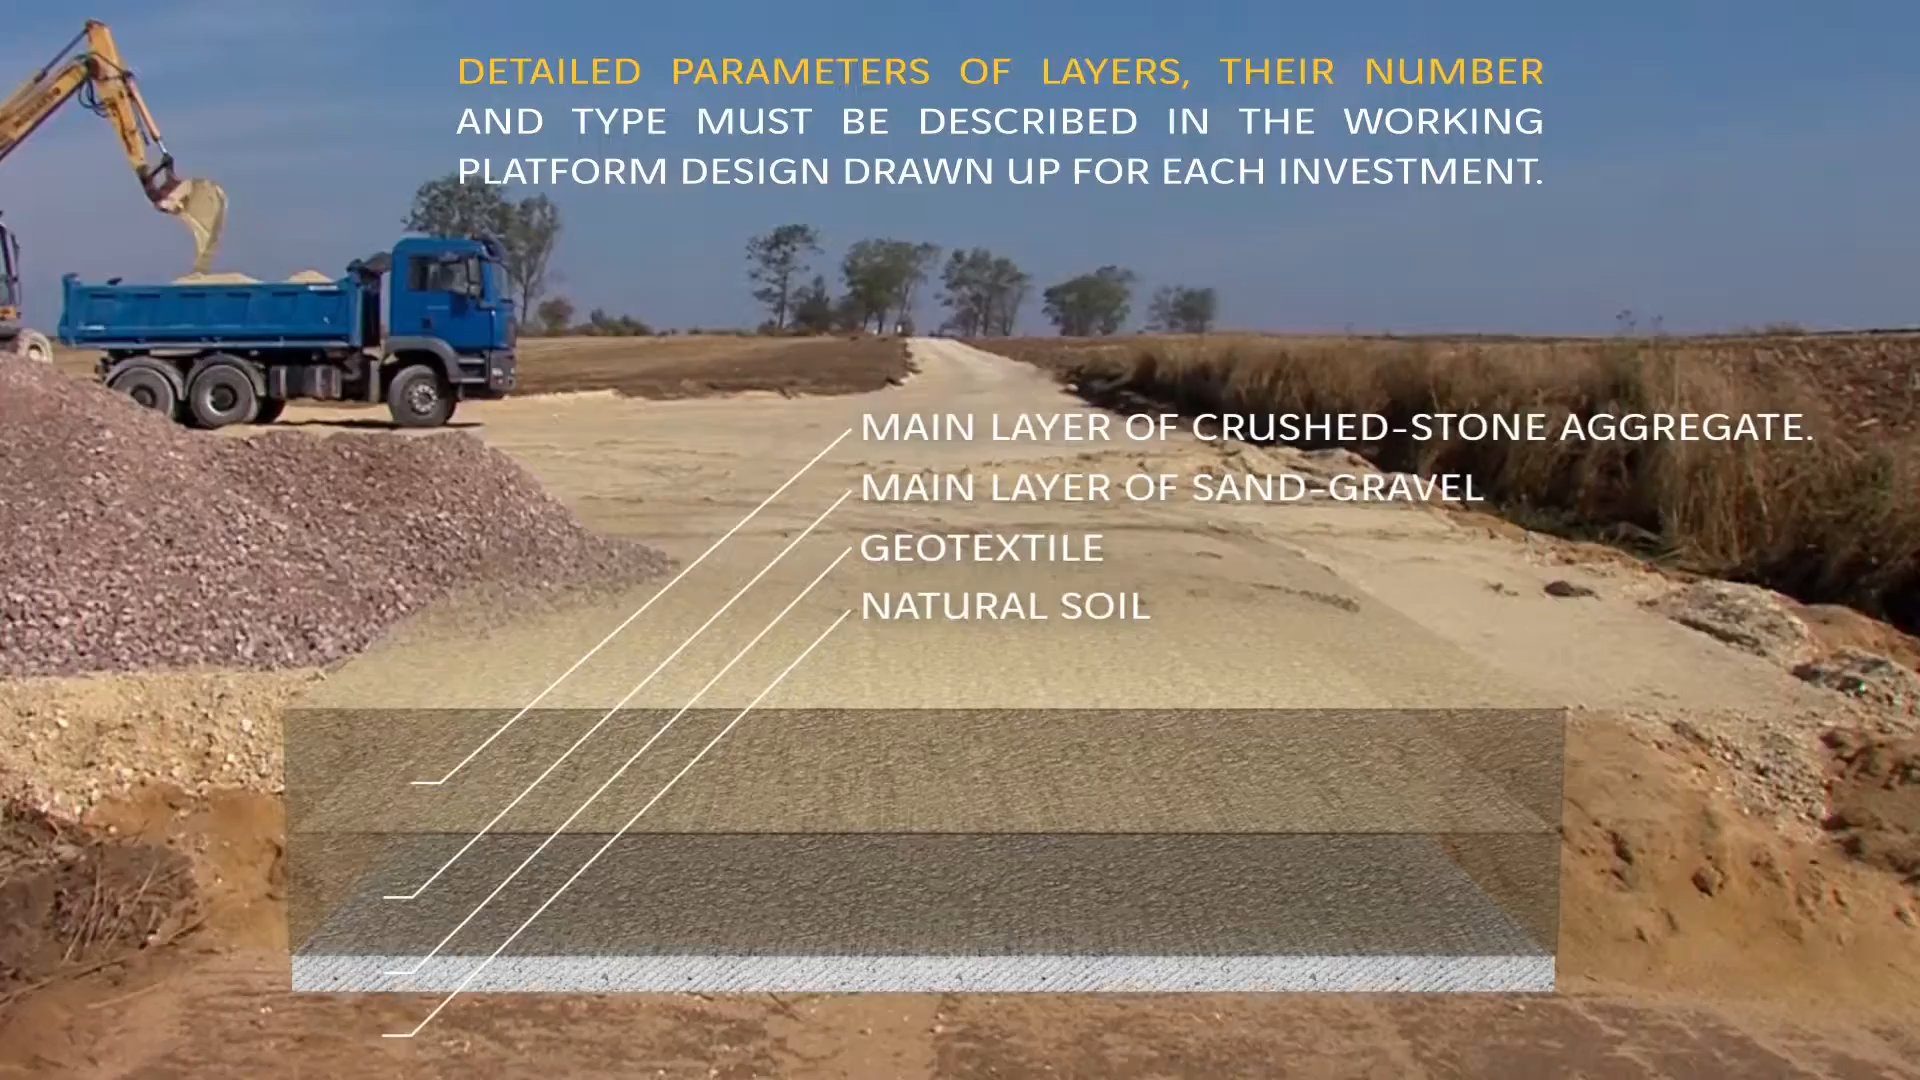 DETAILED PARAMETERS OF LAYERS, THEIR NUMBER
AND TYPE MUST BE DESCRIBED IN THE WORKING
PLATFORM DESIGN DRAWN UP FOR EACH INVESTMENT.
MAIN LAYER OF CRUSHED-STONE AGGREGATE.
MAIN LAYER OF SAND-GRAVEL
GEOTEXTILE
NATURAL SOIL